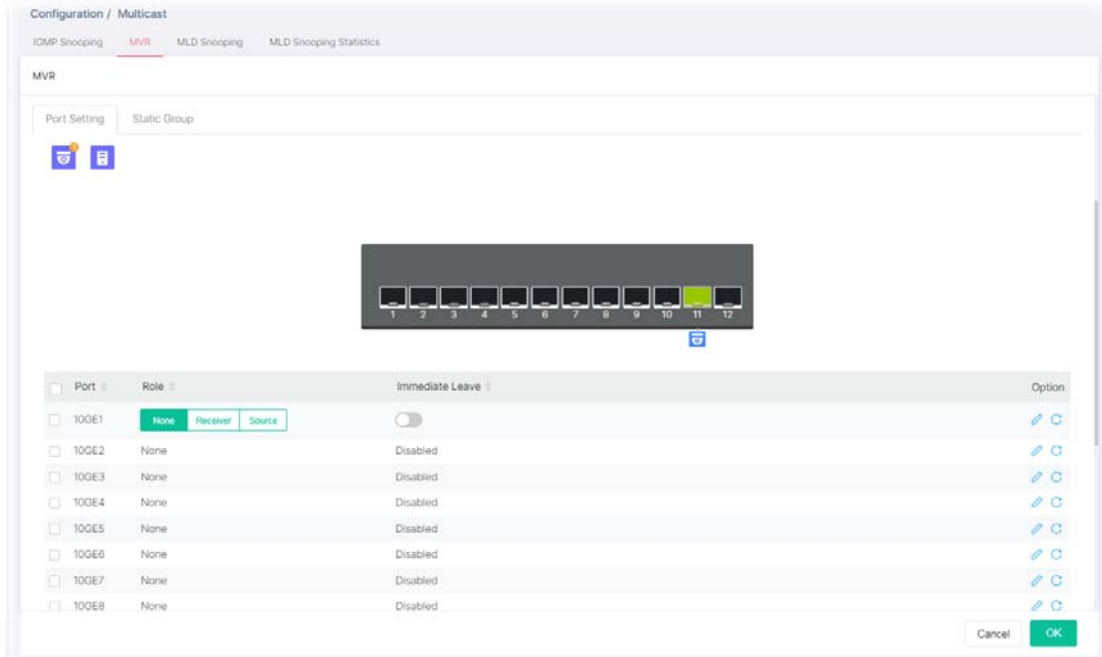 Configuration / Multicast
IGMP Snooping MVR MLD Snooping MLD Snooping Statistics
MVR
Port Setting Static Group
1
1 2 3 4 5 6 7 8 9 10 11 12
Port Role Immediate Leave Option
10GE1 None Receiver Source
10GE2 None Disabled
10GE3 None Disabled
10GE4 None Disabled
10GE5 None Disabled
10GE6 None Disabled
10GE7 None Disabled
10GE8 None Disabled
Cancel OK